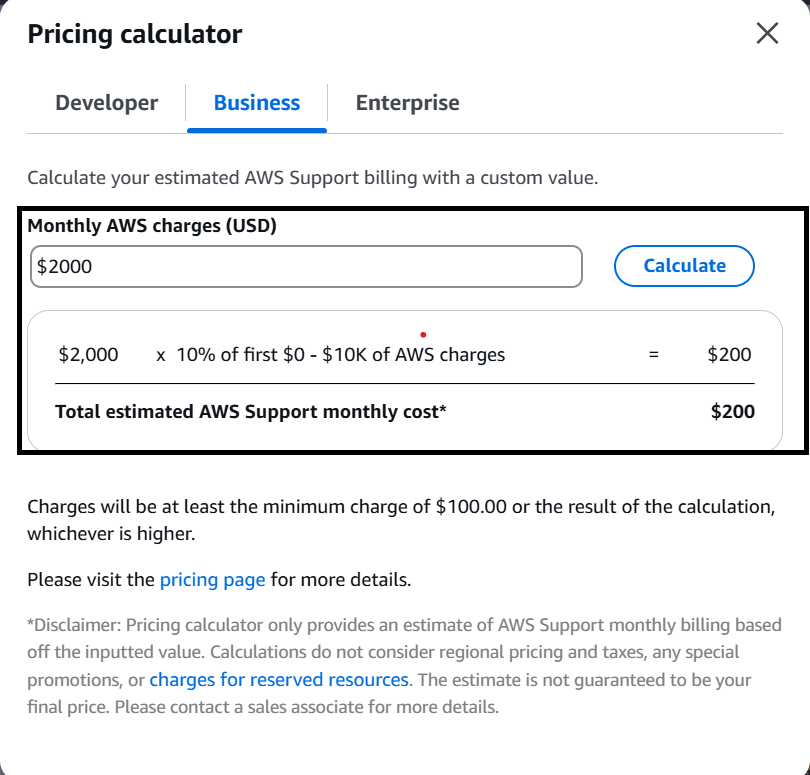 Pricing calculator
Developer Business Enterprise
Calculate your estimated AWS Support billing with a custom value.
Monthly AWS charges (USD)
$2000 Calculate
$2,000 x 10% of first $0 - $10K of AWS charges = $200
Total estimated AWS Support monthly cost* $200
Charges will be at least the minimum charge of $100.00 or the result of the calculation,
whichever is higher.
Please visit the pricing page for more details.
*Disclaimer: Pricing calculator only provides an estimate of AWS Support monthly billing based
off the inputted value. Calculations do not consider regional pricing and taxes, any special
promotions, or charges for reserved resources. The estimate is not guaranteed to be your
final price. Please contact a sales associate for more details.